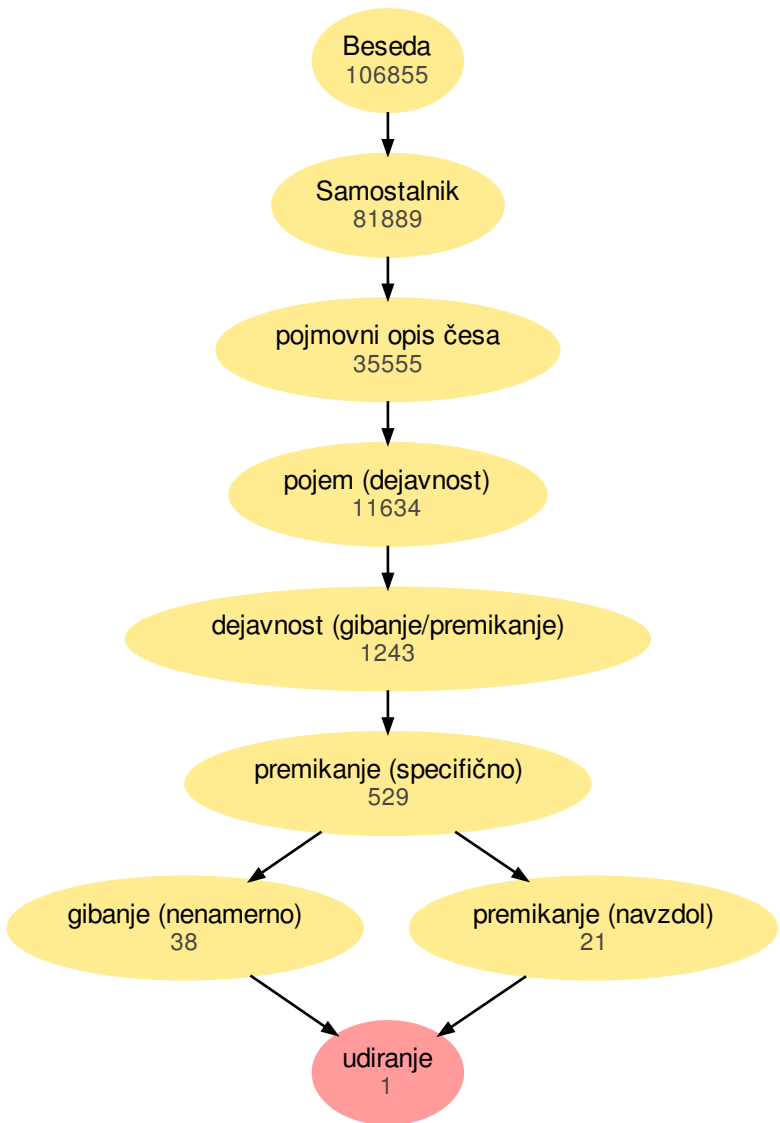 Beseda
106855
Samostalnik
81889
pojmovni opis česa
35555
pojem (dejavnost)
11634
dejavnost (gibanje/premikanje)
1243
premikanje (specifično)
529
gibanje (nenamerno)
38
premikanje (navzdol)
21
udiranje
1